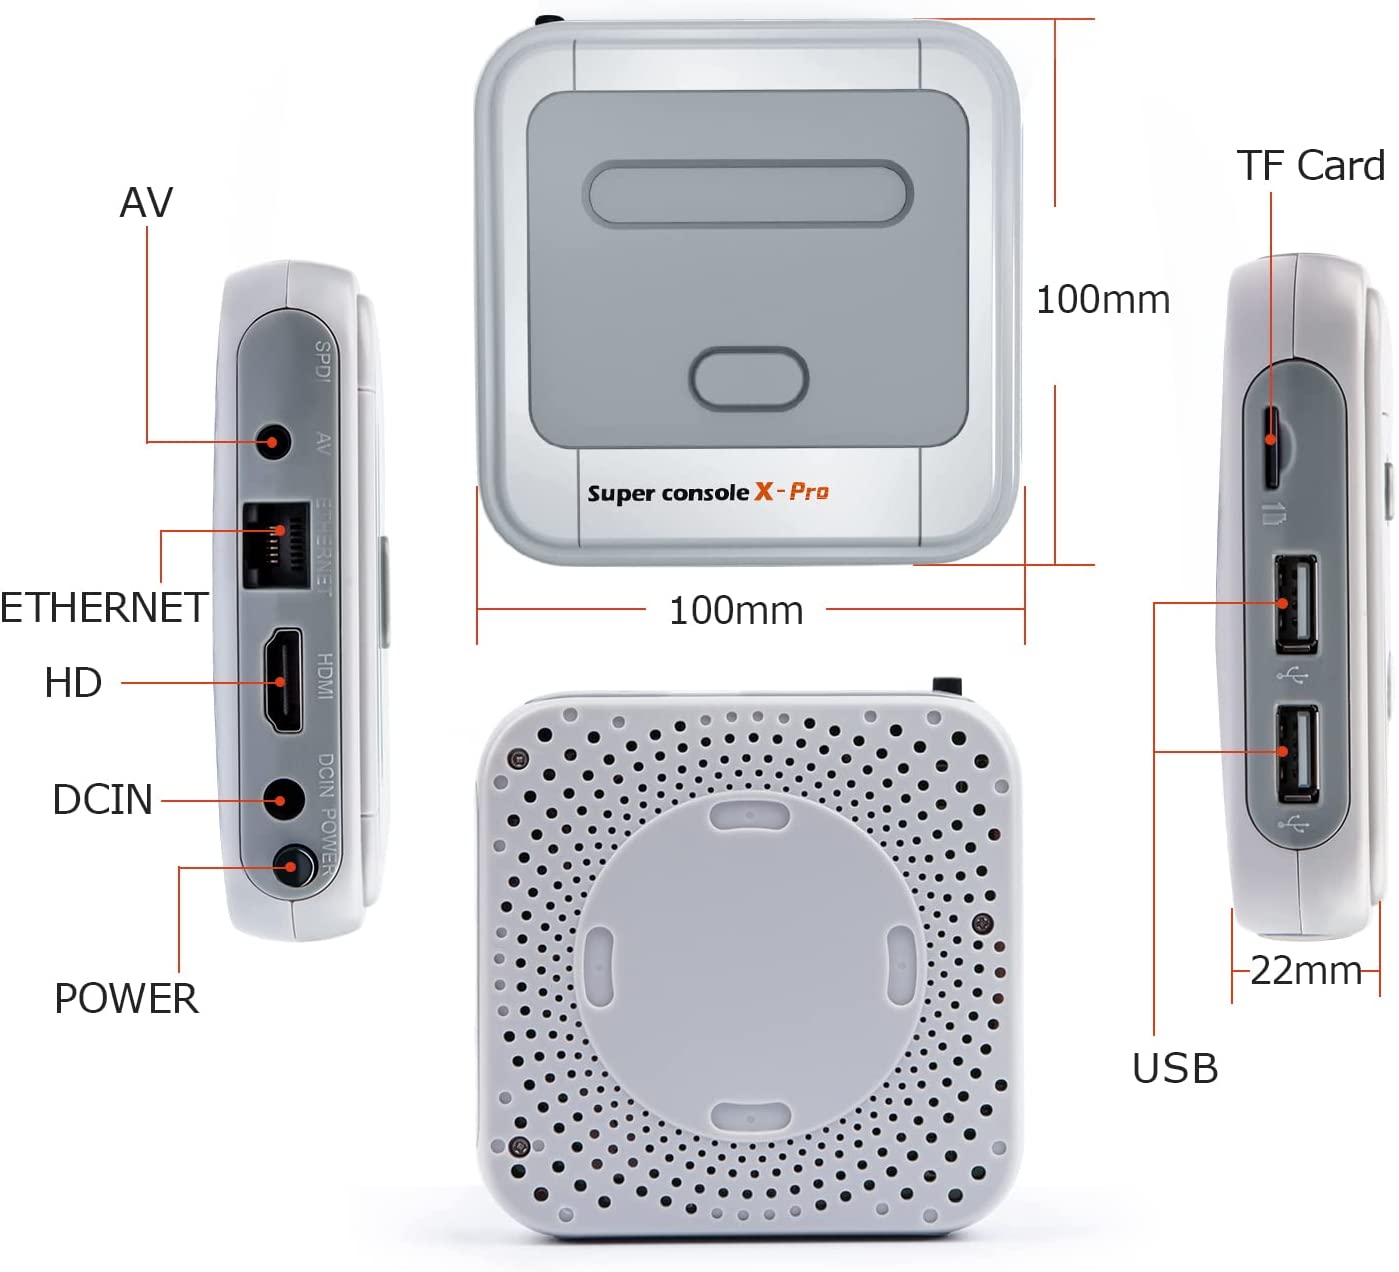 TF Card
AV
100mm
SPDI
AV
ETHERNET
Super console X-Pro
ETHERNET
100mm
HDMI
HD
DCIN
DCIN
POWER
POWER
22mm
USB